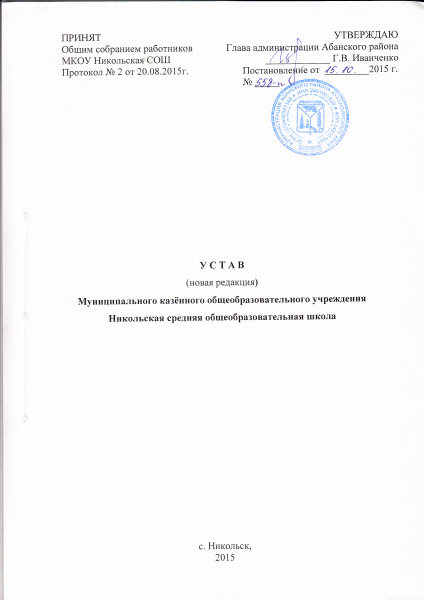 ПРИНЯТ
Общим собранием работников
МКОУ Никольская СОШ
Протокол № 2 от 20.08.2015г.
УТВЕРЖДАЮ
Глава администрации Абанского района
Г.В. Иванченко
Постановление от 15.10. 2015 г.
№ 558-п
У С Т А В
(новая редакция)
Муниципального казённого общеобразовательного учреждения
Никольская средняя общеобразовательная школа
с. Никольск,
2015